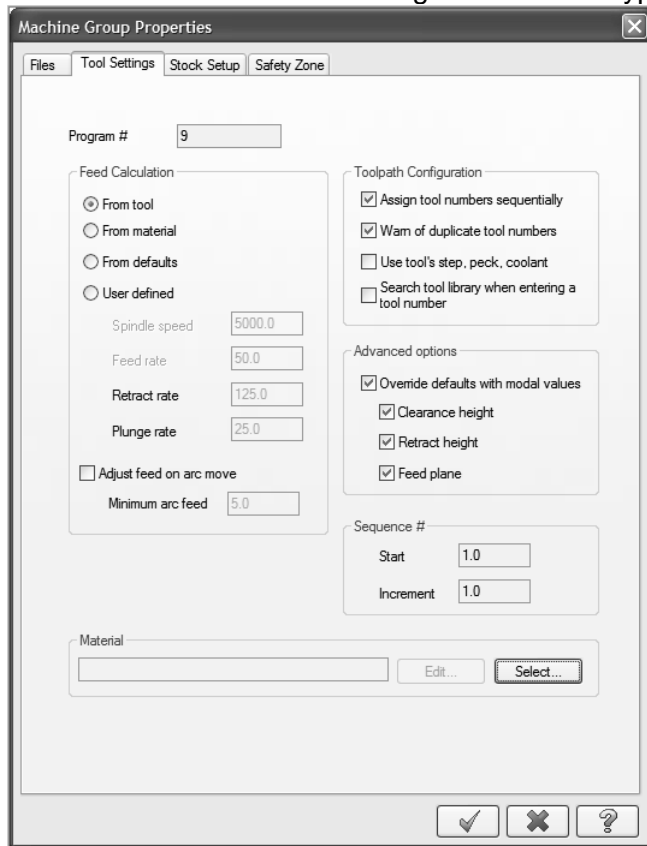 Machine Group Properties
Files Tool Settings Stock Setup Safety Zone
Program # 9
Feed Calculation
From tool
From material
From defaults
User defined
Spindle speed 5000.0
Feed rate 50.0
Retract rate 125.0
Plunge rate 25.0
Adjust feed on arc move
Minimum arc feed 5.0
Toolpath Configuration
Assign tool numbers sequentially
Warn of duplicate tool numbers
Use tool's step, peck, coolant
Search tool library when entering a
tool number
Advanced options
Override defaults with modal values
Clearance height
Retract height
Feed plane
Sequence #
Start 1.0
Increment 1.0
Material
Edit... Select...